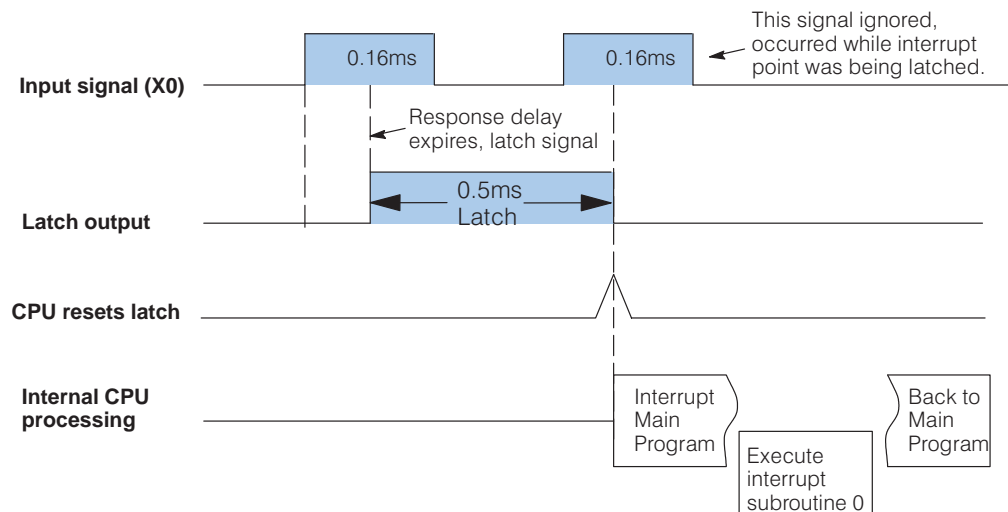 This signal ignored,
occurred while interrupt
point was being latched.
0.16ms
0.16ms
Input signal (X0)
Response delay
expires, latch signal
0.5ms
Latch
Latch output
CPU resets latch
Internal CPU
processing
Interrupt
Main
Program
Back to
Main
Program
Execute
interrupt
subroutine 0